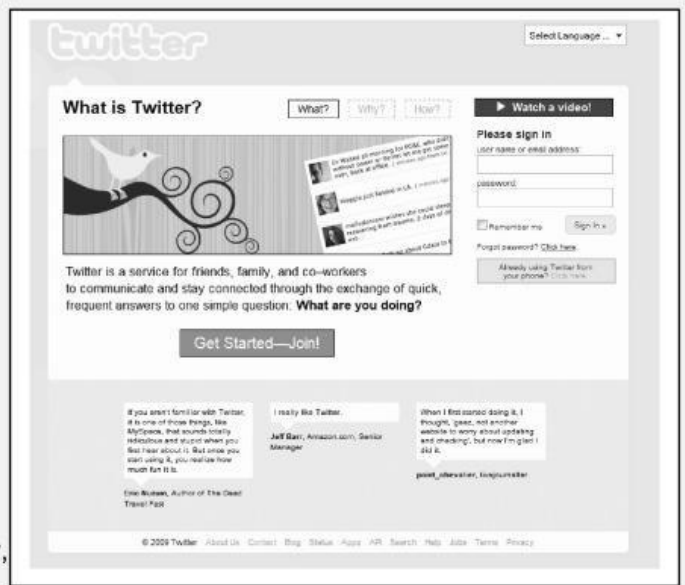 twitter
Select Language ...
What is Twitter?
What?
Why?
How?
Watch a video!
Please sign in
user name or email address:
password:
Remember me
Sign In »
Forgot password? Click here.
Already using Twitter from
your phone? Click here.
Twitter is a service for friends, family, and co–workers
to communicate and stay connected through the exchange of quick,
frequent answers to one simple question: What are you doing?
Get Started—Join!
If you aren't familiar with Twitter,
it is one of those things, like
MySpace, that sounds totally
ridiculous and stupid when you
first hear about it. But once you
start using it, you realize how
much fun it is.
Eric Nuzum, Author of The Dead
Travel Fast
I really like Twitter.
Jeff Barr, Amazon.com, Senior
Manager
When I first started doing it, I
thought, 'geez, not another
website to worry about updating
and checking', but now I'm glad I
did it.
point_chevalier, livejournaller
© 2009 Twitter About Us Contact Blog Status Apps API Search Help Jobs Terms Privacy
,